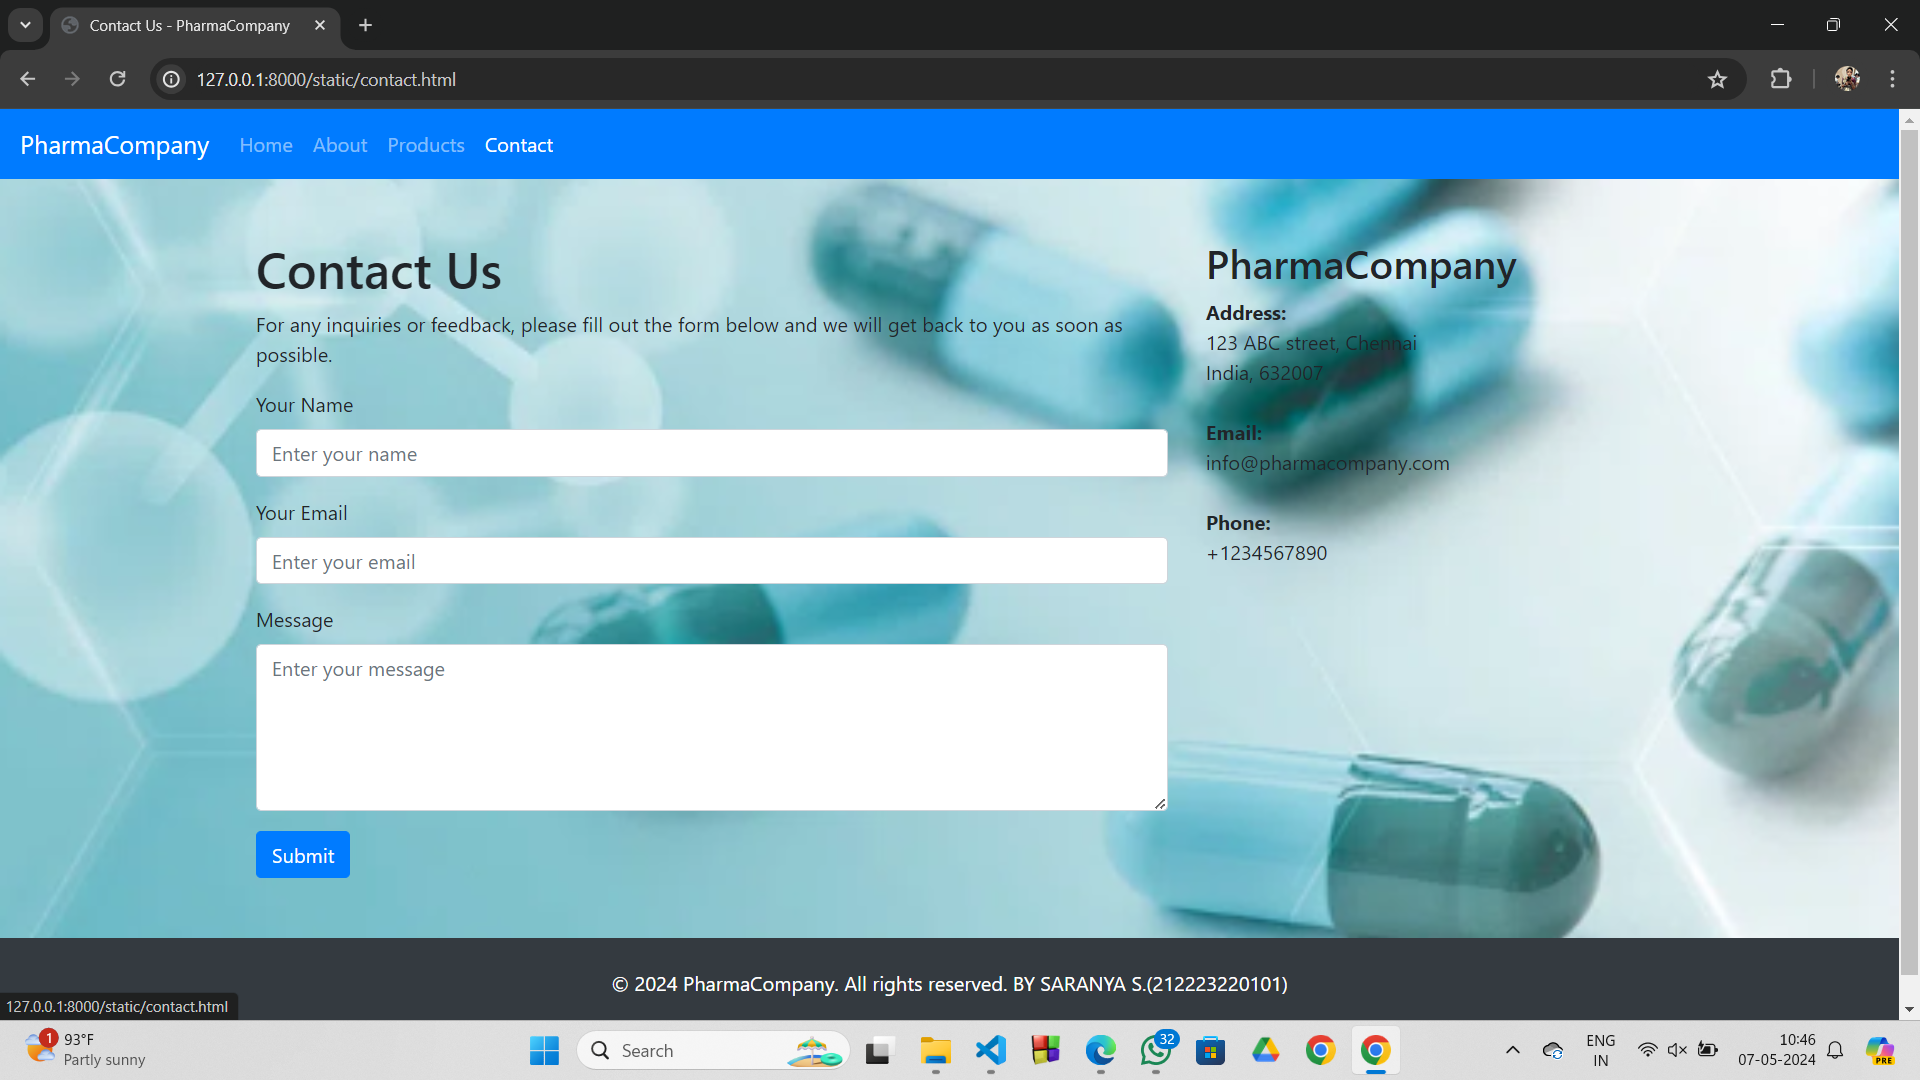 Contact Us - PharmaCompany
127.0.0.1:8000/static/contact.html
PharmaCompany Home About Products Contact
Contact Us
For any inquiries or feedback, please fill out the form below and we will get back to you as soon as
possible.
Your Name
Enter your name
Your Email
Enter your email
Message
Enter your message
Submit
PharmaCompany
Address:
123 ABC street, Chennai
India, 632007
Email:
info@pharmacompany.com
Phone:
+1234567890
© 2024 PharmaCompany. All rights reserved. BY SARANYA S.(212223220101)
127.0.0.1:8000/static/contact.html
1
93°F
Partly sunny
Search
32
ENG
IN
10:46
07-05-2024
PRE